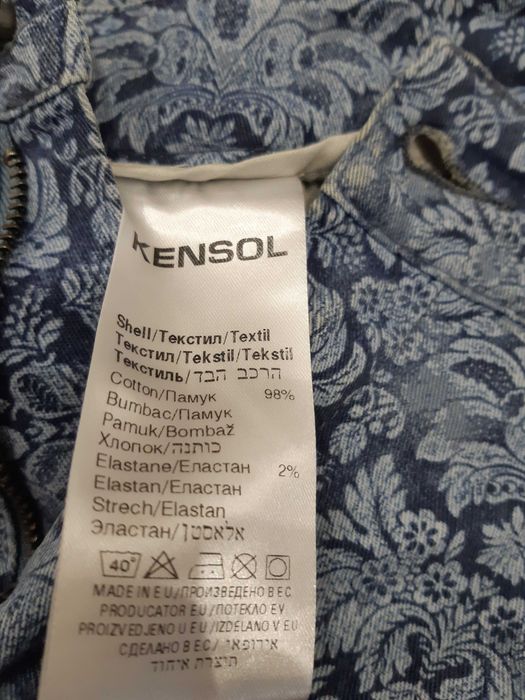 KENSOL
Shell/Текстил/Textil
Текстил/Tekstil/Tekstil
Текстиль/הרכב הבד
Cotton/Памук 98%
Bumbac/Памук
Pamuk/Bombaž
Хлопок/כותנה
Elastane/Еластан 2%
Elastan/Еластан
Strech/Elastan
Эластан/אלאסטן
40°
MADE IN E U/ПРОИЗВЕДЕНО В ЕС
PRODUCATOR EU/ПОТЕКЛО ЕУ
PROIZVEDJENO U E U/IZDELANO V EU
СДЕЛАНО В ЕС/אירופאי
תוצרת איחוד